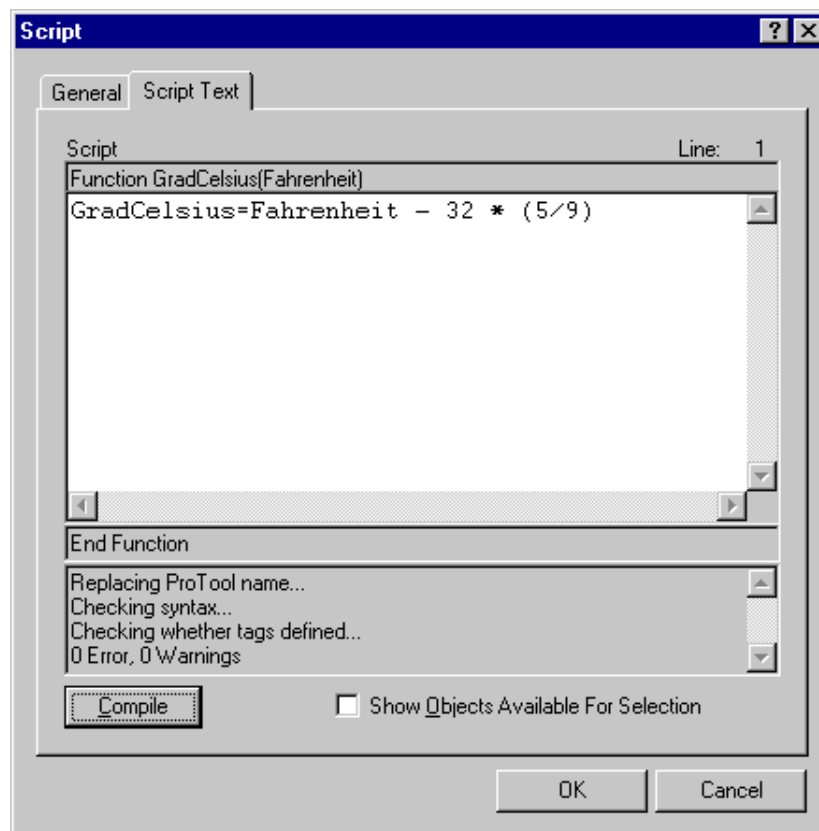 Script
General
Script Text
Script
Line: 1
Function GradCelsius(Fahrenheit)
GradCelsius=Fahrenheit - 32 * (5/9)
End Function
Replacing ProTool name...
Checking syntax...
Checking whether tags defined...
0 Error, 0 Warnings
Compile
Show Objects Available For Selection
OK
Cancel